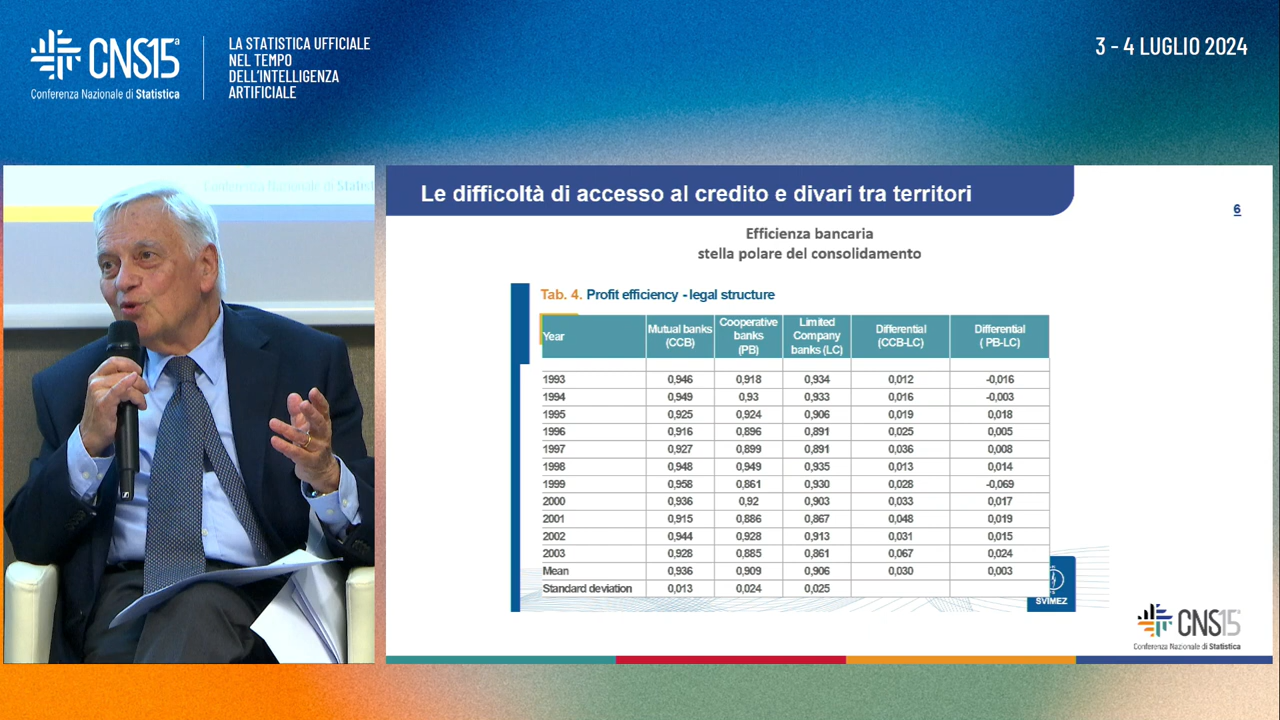 CNS15ª
Conferenza Nazionale di Statistica
LA STATISTICA UFFICIALE
NEL TEMPO
DELL'INTELLIGENZA
ARTIFICIALE
3 - 4 LUGLIO 2024
Conferenza Nazionale di Statist
Le difficoltà di accesso al credito e divari tra territori
6
Efficienza bancaria
stella polare del consolidamento
Tab. 4. Profit efficiency - legal structure
Year Mutual banks (CCB) Cooperative banks (PB) Limited Company banks (LC) Differential (CCB-LC) Differential ( PB-LC)
1993 0,946 0,918 0,934 0,012 -0,016
1994 0,949 0,93 0,933 0,016 -0,003
1995 0,925 0,924 0,906 0,019 0,018
1996 0,916 0,896 0,891 0,025 0,005
1997 0,927 0,899 0,891 0,036 0,008
1998 0,948 0,949 0,935 0,013 0,014
1999 0,958 0,861 0,930 0,028 -0,069
2000 0,936 0,92 0,903 0,033 0,017
2001 0,915 0,886 0,867 0,048 0,019
2002 0,944 0,928 0,913 0,031 0,015
2003 0,928 0,885 0,861 0,067 0,024
Mean 0,936 0,909 0,906 0,030 0,003
Standard deviation 0,013 0,024 0,025
SVIMEZ
CNS15ª
Conferenza Nazionale di Statistica